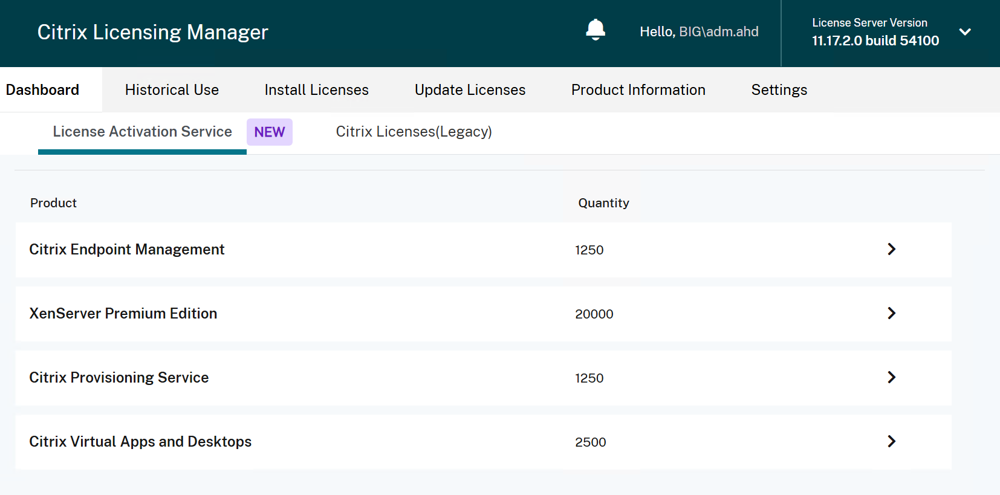 Citrix Licensing Manager
Hello, BIG\adm.ahd
License Server Version
11.17.2.0 build 54100
Dashboard Historical Use Install Licenses Update Licenses Product Information Settings
License Activation Service NEW Citrix Licenses(Legacy)
Product Quantity
Citrix Endpoint Management 1250
XenServer Premium Edition 20000
Citrix Provisioning Service 1250
Citrix Virtual Apps and Desktops 2500